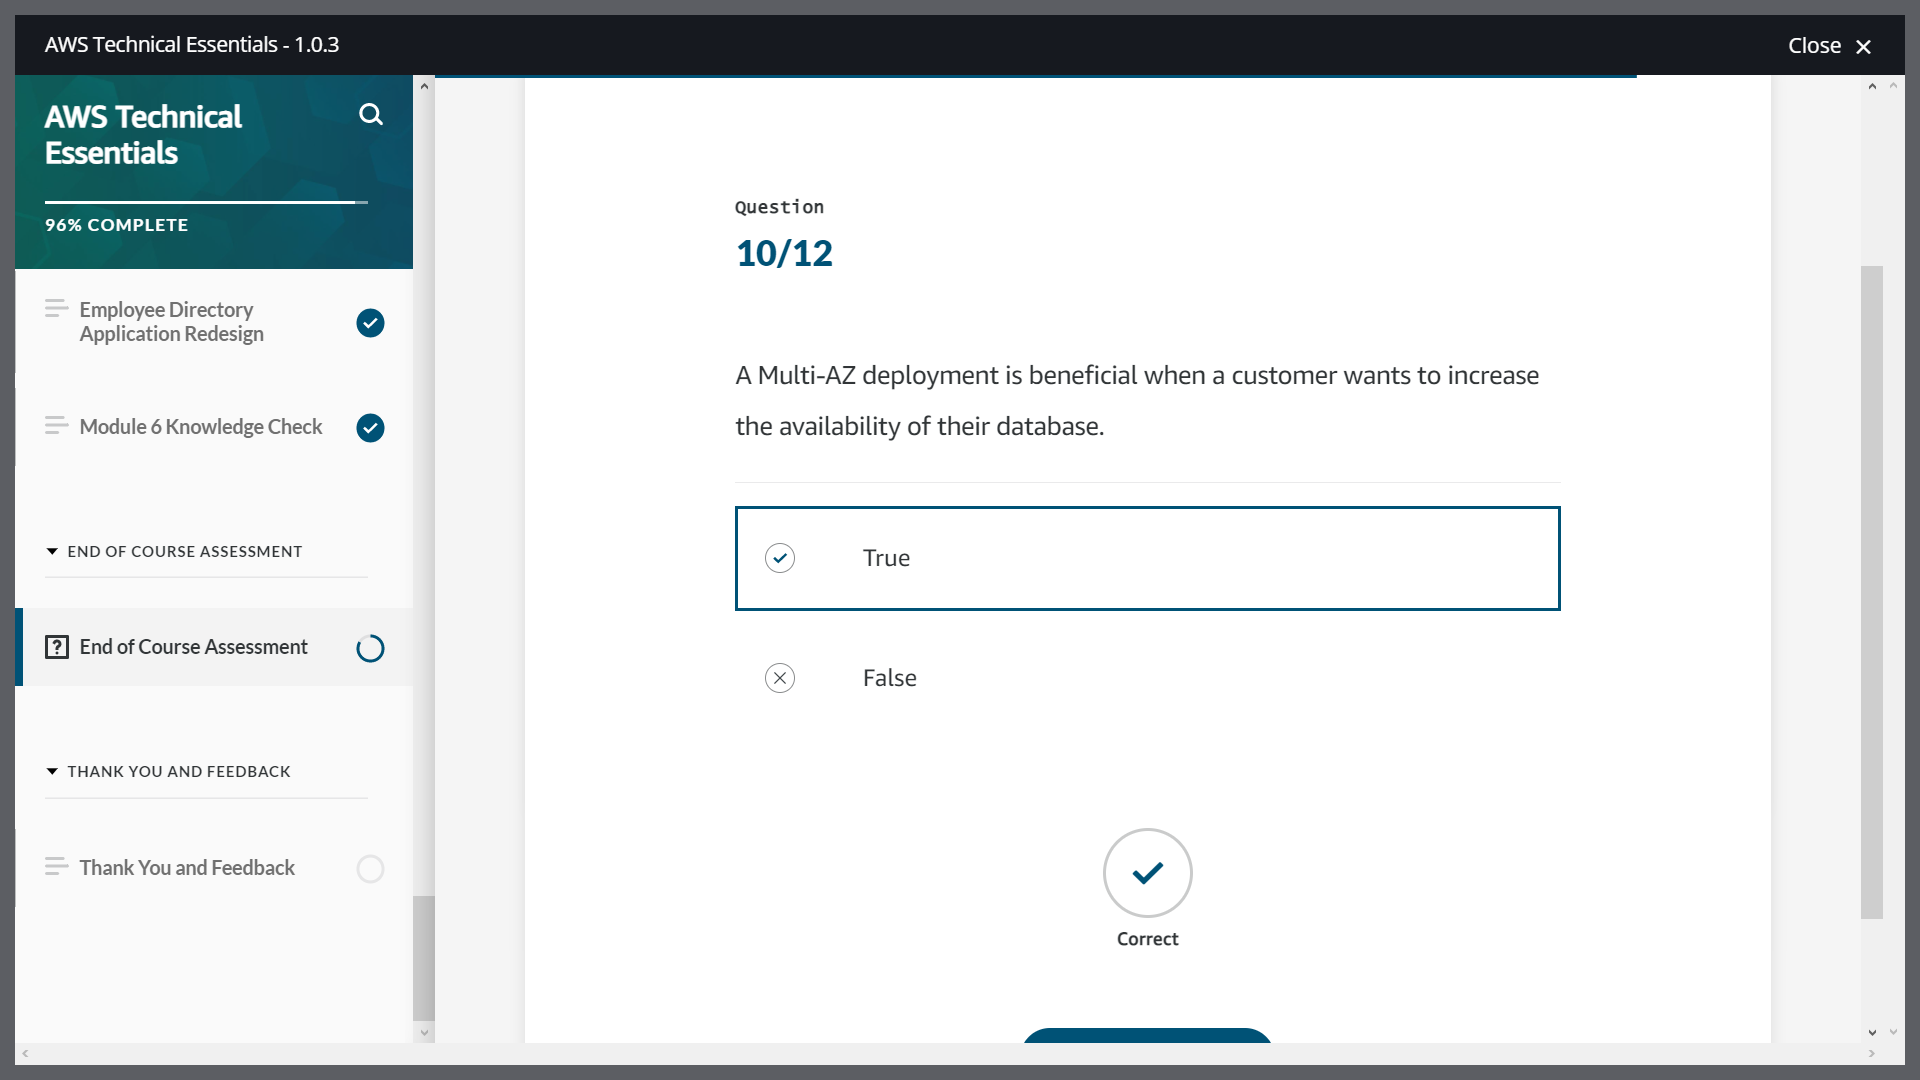 AWS Technical Essentials - 1.0.3
Close
AWS Technical
Essentials
96% COMPLETE
Employee Directory
Application Redesign
Module 6 Knowledge Check
END OF COURSE ASSESSMENT
End of Course Assessment
THANK YOU AND FEEDBACK
Thank You and Feedback
Question
10/12
A Multi-AZ deployment is beneficial when a customer wants to increase
the availability of their database.
True
False
Correct